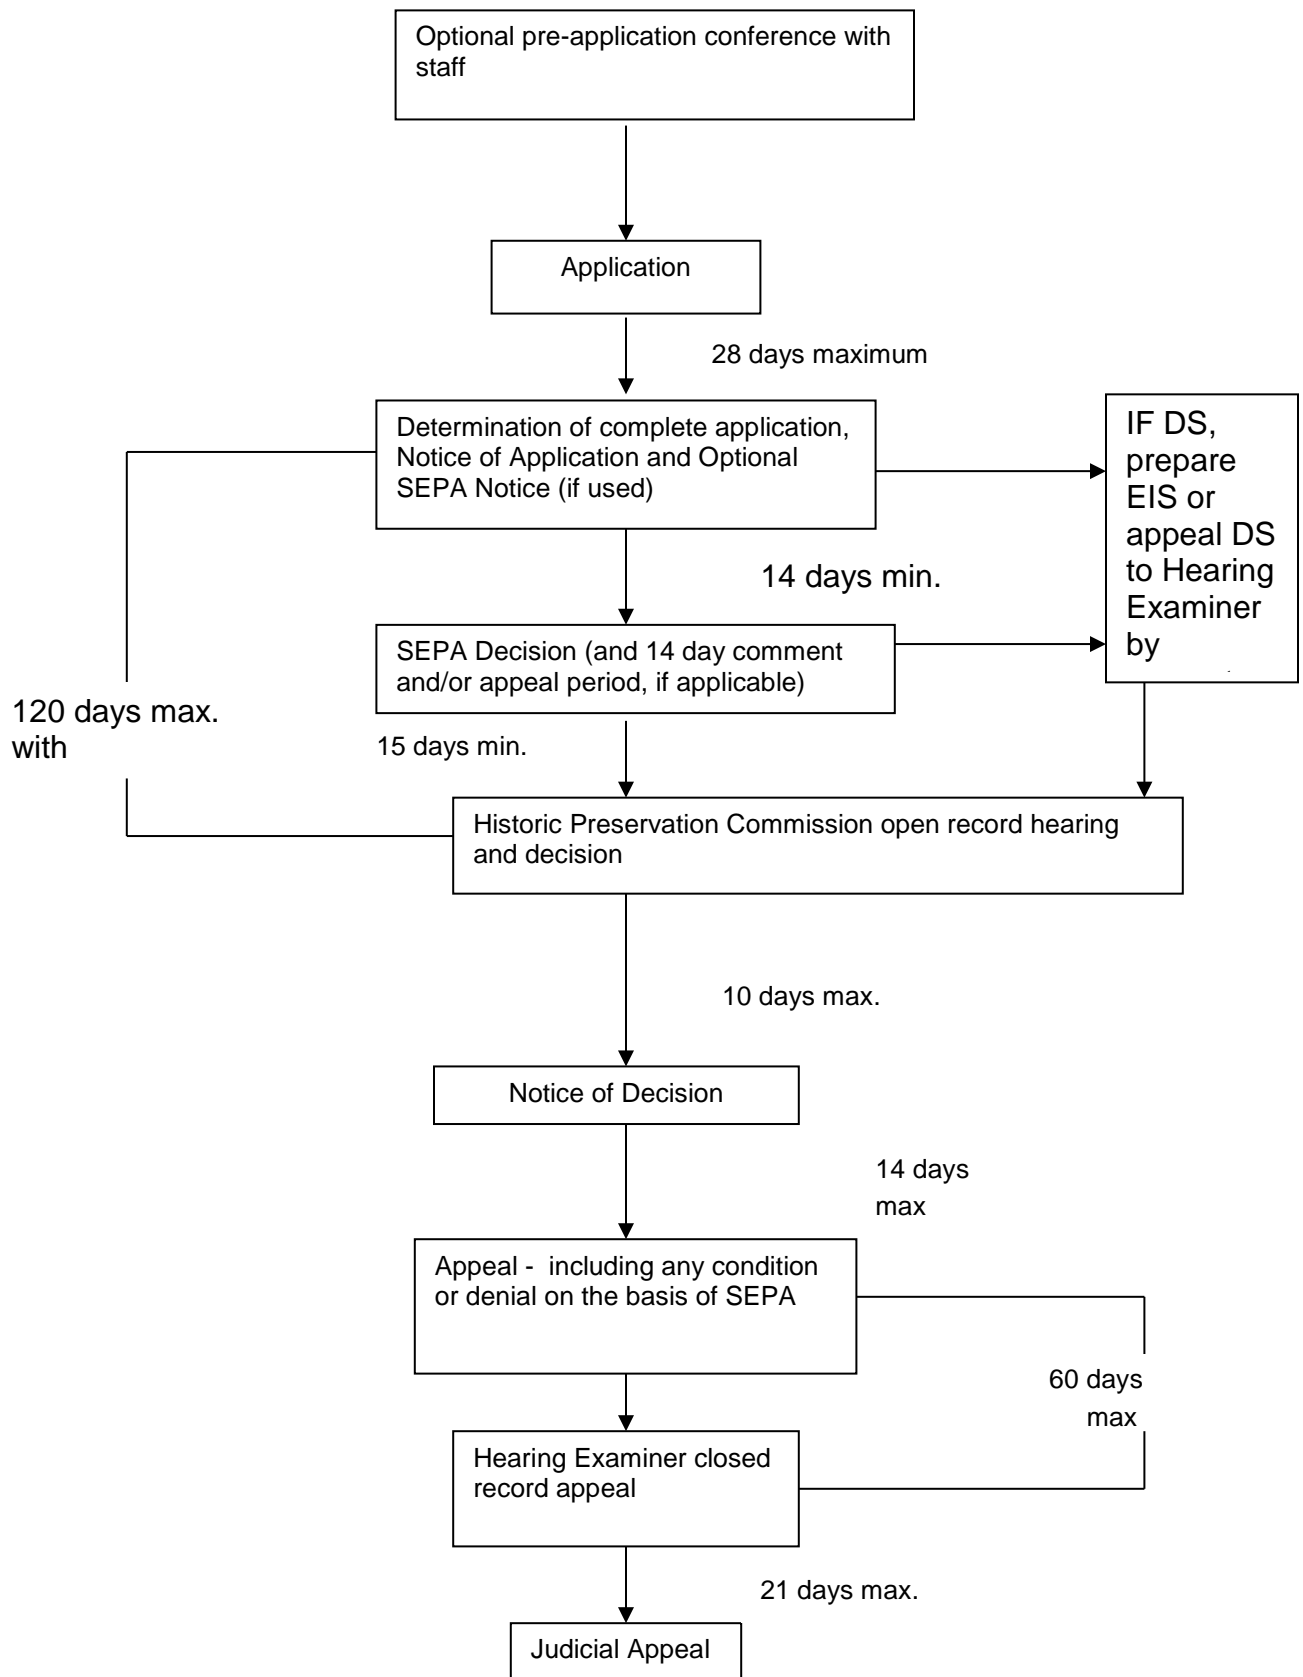 Optional pre-application conference with
staff
Application
28 days maximum
Determination of complete application,
Notice of Application and Optional
SEPA Notice (if used)
IF DS,
prepare
EIS or
appeal DS
to Hearing
Examiner
by
14 days min.
SEPA Decision (and 14 day comment
and/or appeal period, if applicable)
120 days max.
with
15 days min.
Historic Preservation Commission open record hearing
and decision
10 days max.
Notice of Decision
14 days
max
Appeal -  including any condition
or denial on the basis of SEPA
60 days
max
Hearing Examiner closed
record appeal
21 days max.
Judicial Appeal